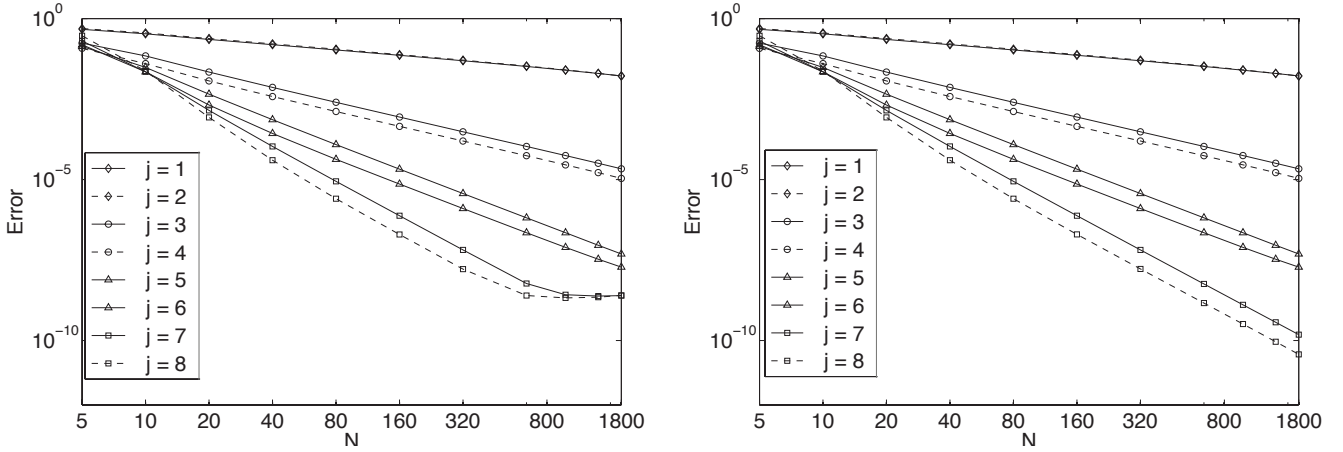 10^0
10^-5
10^-10
Error
j = 1
j = 2
j = 3
j = 4
j = 5
j = 6
j = 7
j = 8
5 10 20 40 80 160 320 800 1800
N
10^0
10^-5
10^-10
Error
j = 1
j = 2
j = 3
j = 4
j = 5
j = 6
j = 7
j = 8
5 10 20 40 80 160 320 800 1800
N